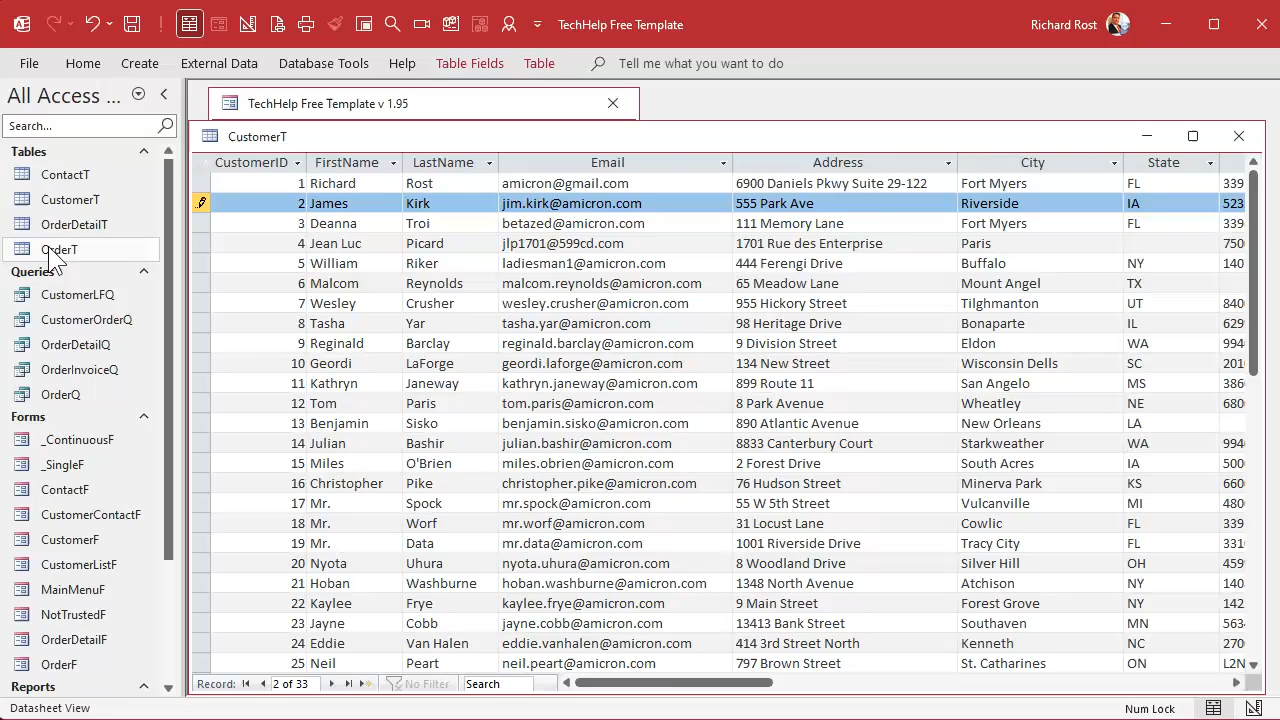 TechHelp Free Template
Richard Rost
File Home Create External Data Database Tools Help Table Fields Table Tell me what you want to do
All Access ...
Search...
Tables
ContactT
CustomerT
OrderDetailT
OrderT
Queries
CustomerLFQ
CustomerOrderQ
OrderDetailQ
OrderInvoiceQ
OrderQ
Forms
_ContinuousF
_SingleF
ContactF
CustomerContactF
CustomerF
CustomerListF
MainMenuF
NotTrustedF
OrderDetailF
OrderF
Reports
TechHelp Free Template v 1.95
CustomerT
CustomerID FirstName LastName Email Address City State
1 Richard Rost amicron@gmail.com 6900 Daniels Pkwy Suite 29-122 Fort Myers FL 339
2 James Kirk jim.kirk@amicron.com 555 Park Ave Riverside IA 523
3 Deanna Troi betazed@amicron.com 111 Memory Lane Fort Myers FL 339
4 Jean Luc Picard jlp1701@599cd.com 1701 Rue des Enterprise Paris 7500
5 William Riker ladiesman1@amicron.com 444 Ferengi Drive Buffalo NY 140
6 Malcom Reynolds malcom.reynolds@amicron.com 65 Meadow Lane Mount Angel TX
7 Wesley Crusher wesley.crusher@amicron.com 955 Hickory Street Tilghmanton UT 840
8 Tasha Yar tasha.yar@amicron.com 98 Heritage Drive Bonaparte IL 629
9 Reginald Barclay reginald.barclay@amicron.com 9 Division Street Eldon WA 994
10 Geordi LaForge geordi.laforge@amicron.com 134 New Street Wisconsin Dells SC 201
11 Kathryn Janeway kathryn.janeway@amicron.com 899 Route 11 San Angelo MS 386
12 Tom Paris tom.paris@amicron.com 8 Park Avenue Wheatley NE 680
13 Benjamin Sisko benjamin.sisko@amicron.com 890 Atlantic Avenue New Orleans LA
14 Julian Bashir julian.bashir@amicron.com 8833 Canterbury Court Starkweather WA 994
15 Miles O'Brien miles.obrien@amicron.com 2 Forest Drive South Acres IA 500
16 Christopher Pike christopher.pike@amicron.com 76 Hudson Street Minerva Park KS 660
17 Mr. Spock mr.spock@amicron.com 55 W 5th Street Vulcanville MI 480
18 Mr. Worf mr.worf@amicron.com 31 Locust Lane Cowlic FL 339
19 Mr. Data mr.data@amicron.com 1001 Riverside Drive Tracy City FL 331
20 Nyota Uhura nyota.uhura@amicron.com 8 Woodland Drive Silver Hill OH 459
21 Hoban Washburne hoban.washburne@amicron.com 1348 North Avenue Atchison NY 140
22 Kaylee Frye kaylee.frye@amicron.com 9 Main Street Forest Grove NY 142
23 Jayne Cobb jayne.cobb@amicron.com 13413 Bank Street Southaven MN 563
24 Eddie Van Halen eddie.vanhalen@amicron.com 414 3rd Street North Kenneth NC 270
25 Neil Peart neil.peart@amicron.com 797 Brown Street St. Catharines ON L2N
Record: 2 of 33 No Filter Search
Datasheet View
Num Lock